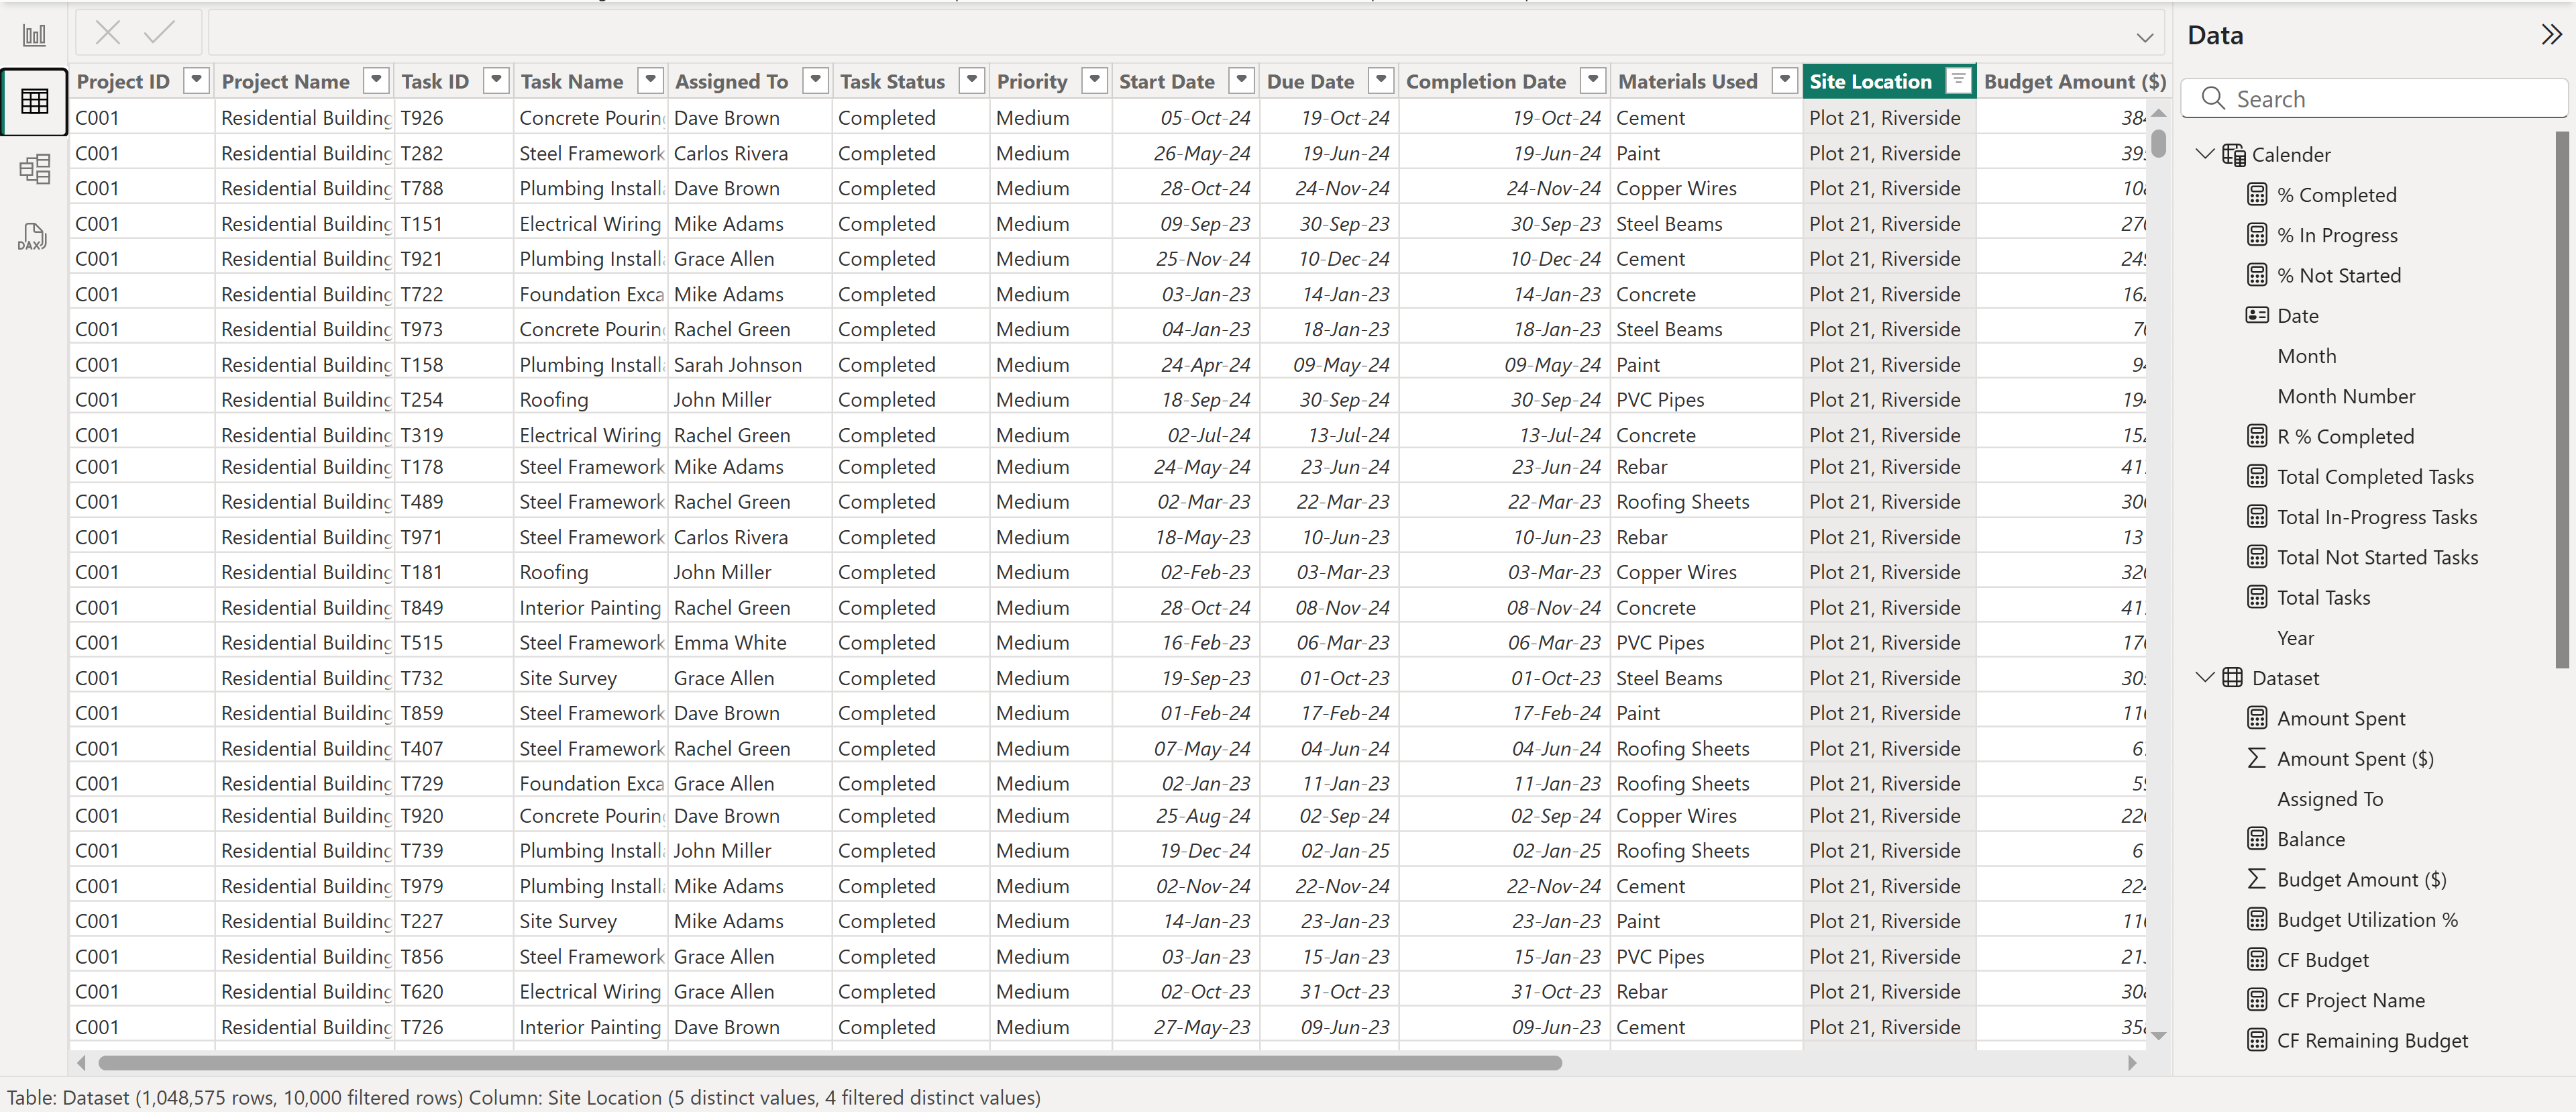 Project ID Project Name Task ID Task Name Assigned To Task Status Priority Start Date Due Date Completion Date Materials Used Site Location Budget Amount ($)
C001 Residential Building T926 Concrete Pourin Dave Brown Completed Medium 05-Oct-24 19-Oct-24 19-Oct-24 Cement Plot 21, Riverside
C001 Residential Building T282 Steel Framework Carlos Rivera Completed Medium 26-May-24 19-Jun-24 19-Jun-24 Paint Plot 21, Riverside
C001 Residential Building T788 Plumbing Install Dave Brown Completed Medium 28-Oct-24 24-Nov-24 24-Nov-24 Copper Wires Plot 21, Riverside
C001 Residential Building T151 Electrical Wiring Mike Adams Completed Medium 09-Sep-23 30-Sep-23 30-Sep-23 Steel Beams Plot 21, Riverside
C001 Residential Building T921 Plumbing Install Grace Allen Completed Medium 25-Nov-24 10-Dec-24 10-Dec-24 Cement Plot 21, Riverside
C001 Residential Building T722 Foundation Exca Mike Adams Completed Medium 03-Jan-23 14-Jan-23 14-Jan-23 Concrete Plot 21, Riverside
C001 Residential Building T973 Concrete Pourin Rachel Green Completed Medium 04-Jan-23 18-Jan-23 18-Jan-23 Steel Beams Plot 21, Riverside
C001 Residential Building T158 Plumbing Install Sarah Johnson Completed Medium 24-Apr-24 09-May-24 09-May-24 Paint Plot 21, Riverside
C001 Residential Building T254 Roofing John Miller Completed Medium 18-Sep-24 30-Sep-24 30-Sep-24 PVC Pipes Plot 21, Riverside
C001 Residential Building T319 Electrical Wiring Rachel Green Completed Medium 02-Jul-24 13-Jul-24 13-Jul-24 Concrete Plot 21, Riverside
C001 Residential Building T178 Steel Framework Mike Adams Completed Medium 24-May-24 23-Jun-24 23-Jun-24 Rebar Plot 21, Riverside
C001 Residential Building T489 Steel Framework Rachel Green Completed Medium 02-Mar-23 22-Mar-23 22-Mar-23 Roofing Sheets Plot 21, Riverside
C001 Residential Building T971 Steel Framework Carlos Rivera Completed Medium 18-May-23 10-Jun-23 10-Jun-23 Rebar Plot 21, Riverside
C001 Residential Building T181 Roofing John Miller Completed Medium 02-Feb-23 03-Mar-23 03-Mar-23 Copper Wires Plot 21, Riverside
C001 Residential Building T849 Interior Painting Rachel Green Completed Medium 28-Oct-24 08-Nov-24 08-Nov-24 Concrete Plot 21, Riverside
C001 Residential Building T515 Steel Framework Emma White Completed Medium 16-Feb-23 06-Mar-23 06-Mar-23 PVC Pipes Plot 21, Riverside
C001 Residential Building T732 Site Survey Grace Allen Completed Medium 19-Sep-23 01-Oct-23 01-Oct-23 Steel Beams Plot 21, Riverside
C001 Residential Building T859 Steel Framework Dave Brown Completed Medium 01-Feb-24 17-Feb-24 17-Feb-24 Paint Plot 21, Riverside
C001 Residential Building T407 Steel Framework Rachel Green Completed Medium 07-May-24 04-Jun-24 04-Jun-24 Roofing Sheets Plot 21, Riverside
C001 Residential Building T729 Foundation Exca Grace Allen Completed Medium 02-Jan-23 11-Jan-23 11-Jan-23 Roofing Sheets Plot 21, Riverside
C001 Residential Building T920 Concrete Pourin Dave Brown Completed Medium 25-Aug-24 02-Sep-24 02-Sep-24 Copper Wires Plot 21, Riverside
C001 Residential Building T739 Plumbing Install John Miller Completed Medium 19-Dec-24 02-Jan-25 02-Jan-25 Roofing Sheets Plot 21, Riverside
C001 Residential Building T979 Plumbing Install Mike Adams Completed Medium 02-Nov-24 22-Nov-24 22-Nov-24 Cement Plot 21, Riverside
C001 Residential Building T227 Site Survey Mike Adams Completed Medium 14-Jan-23 23-Jan-23 23-Jan-23 Paint Plot 21, Riverside
C001 Residential Building T856 Steel Framework Grace Allen Completed Medium 03-Jan-23 15-Jan-23 15-Jan-23 PVC Pipes Plot 21, Riverside
C001 Residential Building T620 Electrical Wiring Grace Allen Completed Medium 02-Oct-23 31-Oct-23 31-Oct-23 Rebar Plot 21, Riverside
C001 Residential Building T726 Interior Painting Dave Brown Completed Medium 27-May-23 09-Jun-23 09-Jun-23 Cement Plot 21, Riverside
DAX
Data
Search
Calender
% Completed
% In Progress
% Not Started
Date
Month
Month Number
R % Completed
Total Completed Tasks
Total In-Progress Tasks
Total Not Started Tasks
Total Tasks
Year
Dataset
Amount Spent
Amount Spent ($)
Assigned To
Balance
Budget Amount ($)
Budget Utilization %
CF Budget
CF Project Name
CF Remaining Budget
Table: Dataset (1,048,575 rows, 10,000 filtered rows) Column: Site Location (5 distinct values, 4 filtered distinct values)